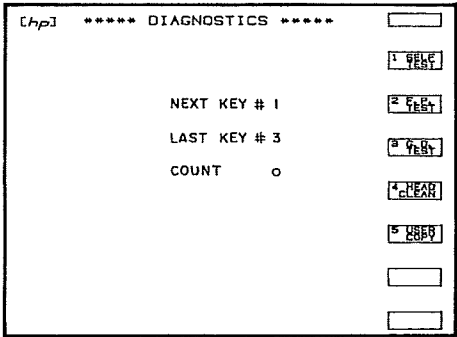 [hp] ***** DIAGNOSTICS *****
1 SELF TEST
NEXT KEY # 1
2 E.P. TEST
LAST KEY # 3
3 C.D. TEST
COUNT 0
4 HEAD CLEAN
5 USER COPY